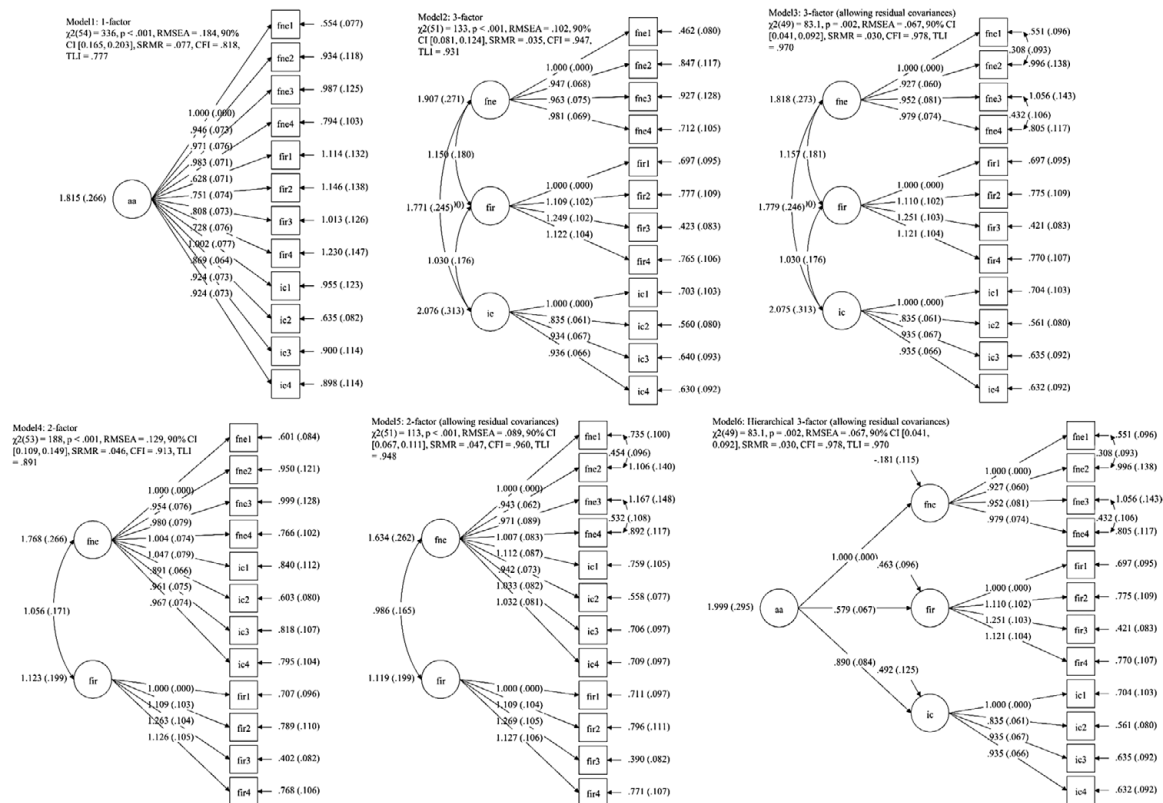 Model1: 1-factor
χ2(54) = 336, p < .001, RMSEA = .184, 90%
CI [0.165, 0.203], SRMR = .077, CFI = .818,
TLI = .777
1.815 (.266)
aa
1.000 (.000)
.946 (.073)
.971 (.076)
.983 (.071)
.628 (.071)
.751 (.074)
.808 (.073)
.728 (.076)
1.002 (.077)
.869 (.064)
.924 (.073)
.924 (.073)
fne1 .554 (.077)
fne2 .934 (.118)
fne3 .987 (.125)
fne4 .794 (.103)
fir1 1.114 (.132)
fir2 1.146 (.138)
fir3 1.013 (.126)
fir4 1.230 (.147)
ic1 .955 (.123)
ic2 .635 (.082)
ic3 .900 (.114)
ic4 .898 (.114)
Model2: 3-factor
χ2(51) = 133, p < .001, RMSEA = .102, 90%
CI [0.081, 0.124], SRMR = .035, CFI = .947,
TLI = .931
1.907 (.271)
fne
1.150 (.180)
1.771 (.245)
fir
1.030 (.176)
2.076 (.313)
ic
1.000 (.000)
.947 (.068)
.963 (.075)
.981 (.069)
1.000 (.000)
1.109 (.102)
1.249 (.102)
1.122 (.104)
1.000 (.000)
.835 (.061)
.934 (.067)
.936 (.066)
fne1 .462 (.080)
fne2 .847 (.117)
fne3 .927 (.128)
fne4 .712 (.105)
fir1 .697 (.095)
fir2 .777 (.109)
fir3 .423 (.083)
fir4 .765 (.106)
ic1 .703 (.103)
ic2 .560 (.080)
ic3 .640 (.093)
ic4 .630 (.092)
Model3: 3-factor (allowing residual covariances)
χ2(49) = 83.1, p = .002, RMSEA = .067, 90% CI
[0.041, 0.092], SRMR = .030, CFI = .978, TLI
= .970
1.818 (.273)
fne
1.157 (.181)
1.779 (.246)
fir
1.030 (.176)
2.075 (.313)
ic
1.000 (.000)
.927 (.060)
.952 (.081)
.979 (.074)
1.000 (.000)
1.110 (.102)
1.251 (.103)
1.121 (.104)
1.000 (.000)
.835 (.061)
.935 (.067)
.935 (.066)
fne1 .551 (.096)
.308 (.093)
fne2 .996 (.138)
fne3 1.056 (.143)
.432 (.106)
fne4 .805 (.117)
fir1 .697 (.095)
fir2 .775 (.109)
fir3 .421 (.083)
fir4 .770 (.107)
ic1 .704 (.103)
ic2 .561 (.080)
ic3 .635 (.092)
ic4 .632 (.092)
Model4: 2-factor
χ2(53) = 188, p < .001, RMSEA = .129, 90% CI
[0.109, 0.149], SRMR = .046, CFI = .913, TLI
= .891
1.768 (.266)
fne
1.056 (.171)
1.123 (.199)
fir
1.000 (.000)
.954 (.076)
.980 (.079)
1.004 (.074)
1.047 (.079)
.891 (.066)
.961 (.075)
.967 (.074)
1.000 (.000)
1.109 (.103)
1.263 (.104)
1.126 (.105)
fne1 .601 (.084)
fne2 .950 (.121)
fne3 .999 (.128)
fne4 .766 (.102)
ic1 .840 (.112)
ic2 .603 (.080)
ic3 .818 (.107)
ic4 .795 (.104)
fir1 .707 (.096)
fir2 .789 (.110)
fir3 .402 (.082)
fir4 .768 (.106)
Model5: 2-factor (allowing residual covariances)
χ2(51) = 113, p < .001, RMSEA = .089, 90% CI
[0.067, 0.111], SRMR = .047, CFI = .960, TLI
= .948
1.634 (.262)
fne
.986 (.165)
1.119 (.199)
fir
1.000 (.000)
.943 (.062)
.971 (.089)
1.007 (.083)
1.112 (.087)
.942 (.073)
1.033 (.082)
1.032 (.081)
1.000 (.000)
1.109 (.104)
1.269 (.105)
1.127 (.106)
fne1 .735 (.100)
.454 (.096)
fne2 1.106 (.140)
fne3 1.167 (.148)
.532 (.108)
fne4 .892 (.117)
ic1 .759 (.105)
ic2 .558 (.077)
ic3 .706 (.097)
ic4 .709 (.097)
fir1 .711 (.097)
fir2 .796 (.111)
fir3 .390 (.082)
fir4 .771 (.107)
Model6: Hierarchical 3-factor (allowing residual covariances)
χ2(49) = 83.1, p = .002, RMSEA = .067, 90% CI [0.041,
0.092], SRMR = .030, CFI = .978, TLI = .970
1.999 (.295)
aa
1.000 (.000)
.579 (.067)
.890 (.084)
-.181 (.115)
fne
.463 (.096)
fir
.492 (.125)
ic
1.000 (.000)
.927 (.060)
.952 (.081)
.979 (.074)
1.000 (.000)
1.110 (.102)
1.251 (.103)
1.121 (.104)
1.000 (.000)
.835 (.061)
.935 (.067)
.935 (.066)
fne1 .551 (.096)
.308 (.093)
fne2 .996 (.138)
fne3 1.056 (.143)
.432 (.106)
fne4 .805 (.117)
fir1 .697 (.095)
fir2 .775 (.109)
fir3 .421 (.083)
fir4 .770 (.107)
ic1 .704 (.103)
ic2 .561 (.080)
ic3 .635 (.092)
ic4 .632 (.092)